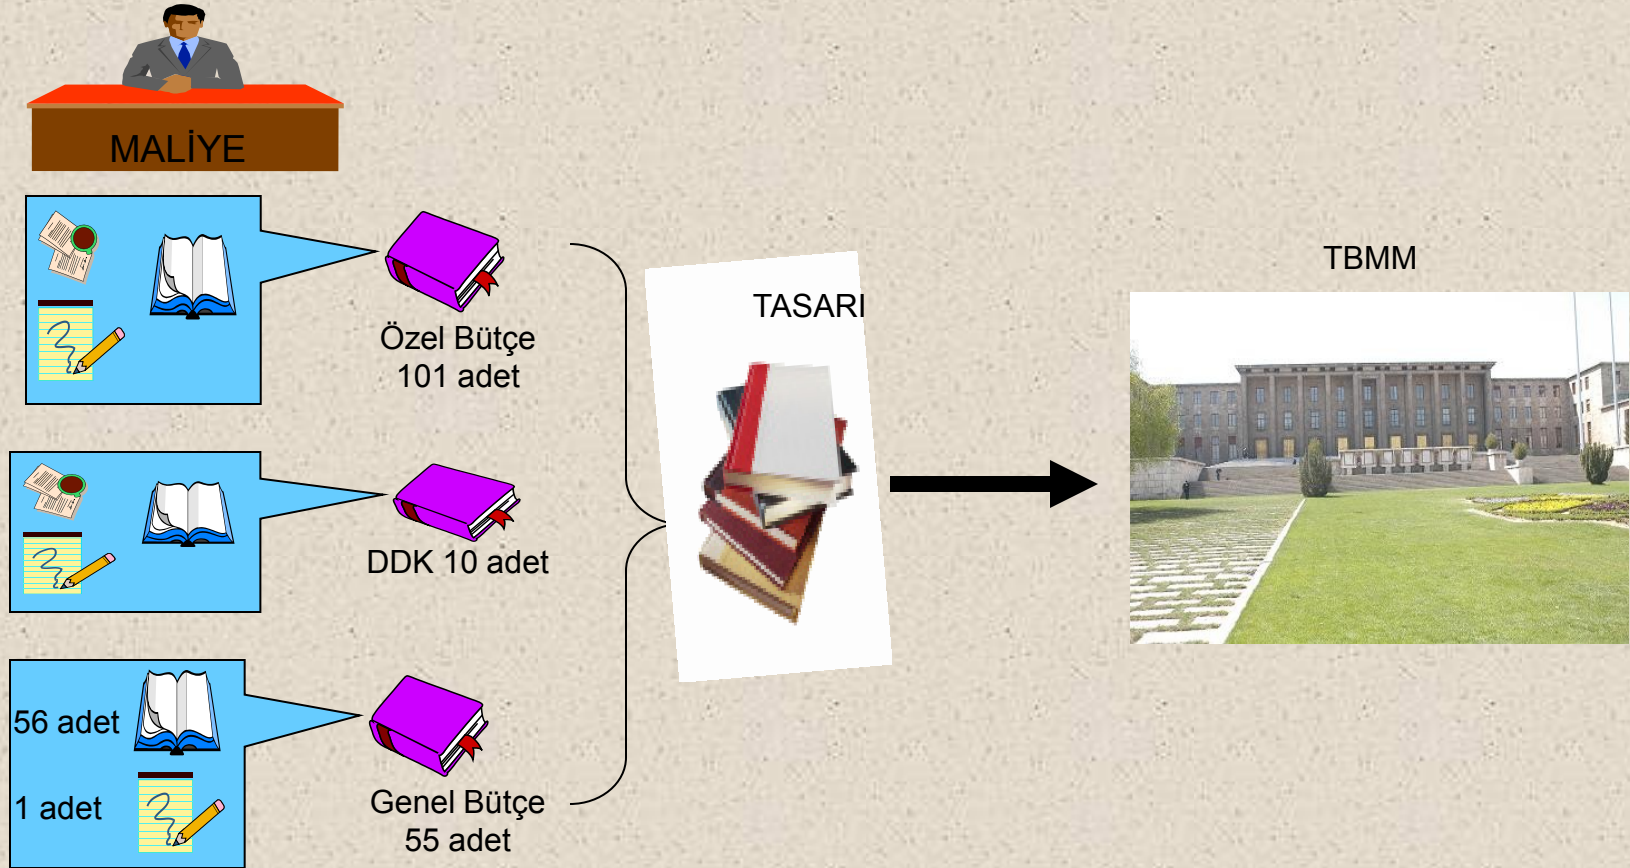 MALİYE
Özel Bütçe
101 adet
DDK 10 adet
56 adet
1 adet
Genel Bütçe
55 adet
TASARI
TBMM